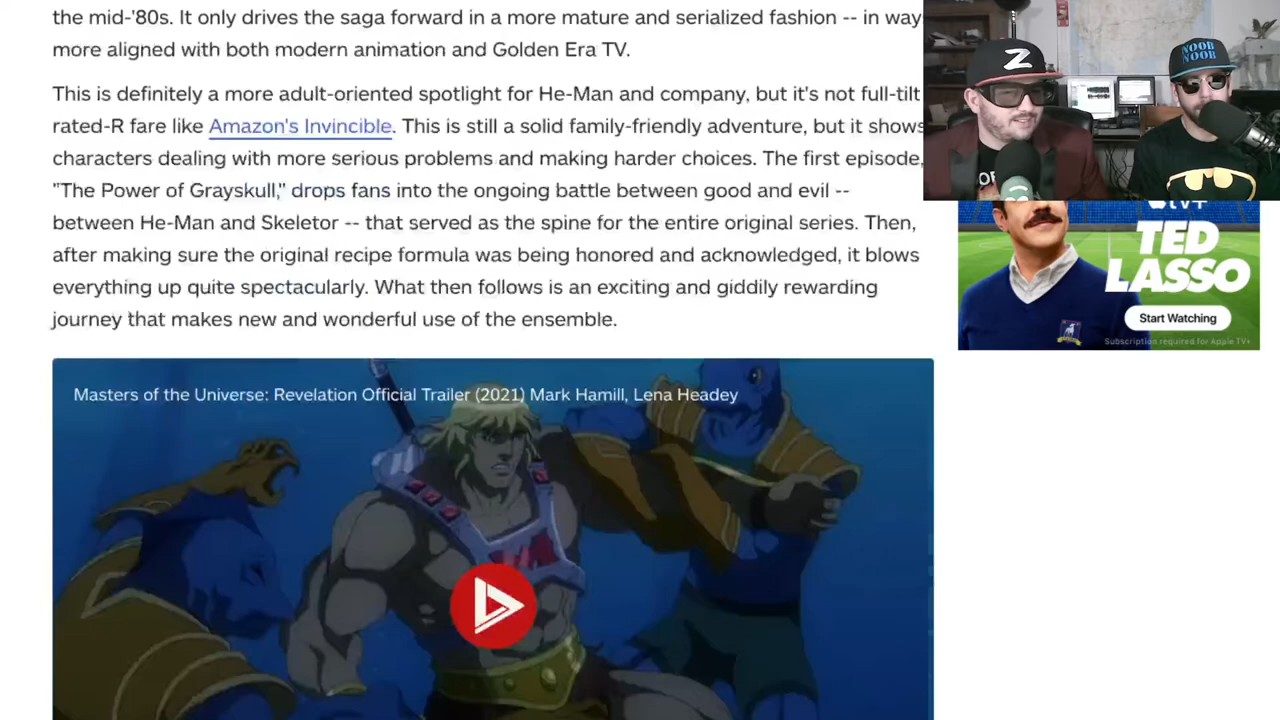 the mid-'80s. It only drives the saga forward in a more mature and serialized fashion -- in way
more aligned with both modern animation and Golden Era TV.
This is definitely a more adult-oriented spotlight for He-Man and company, but it's not full-tilt
rated-R fare like Amazon's Invincible. This is still a solid family-friendly adventure, but it shows
characters dealing with more serious problems and making harder choices. The first episode,
"The Power of Grayskull," drops fans into the ongoing battle between good and evil --
between He-Man and Skeletor -- that served as the spine for the entire original series. Then,
after making sure the original recipe formula was being honored and acknowledged, it blows
everything up quite spectacularly. What then follows is an exciting and giddily rewarding
journey that makes new and wonderful use of the ensemble.
Masters of the Universe: Revelation Official Trailer (2021) Mark Hamill, Lena Headey
Z
NOOB
NOOB
tv+
TED
LASSO
Start Watching
Subscription required for Apple TV+